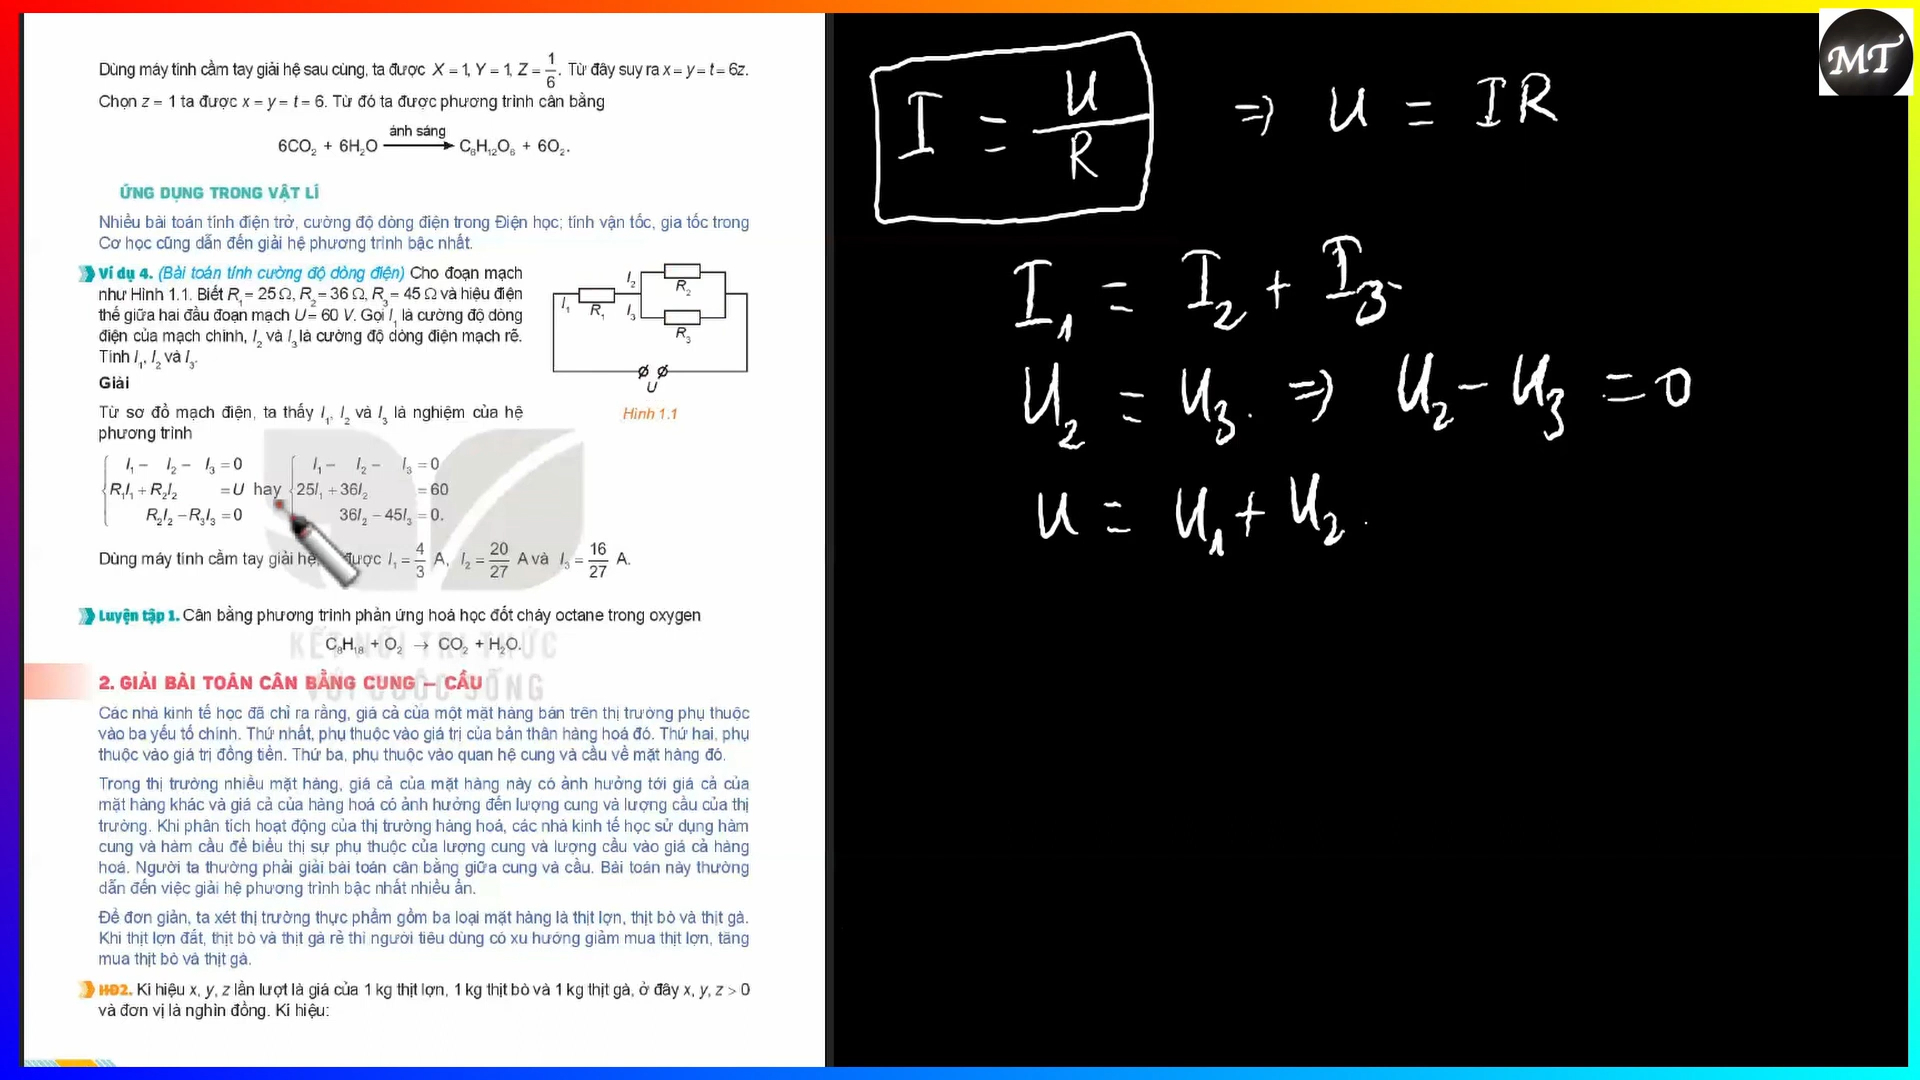 Dùng máy tính cầm tay giải hệ sau cùng, ta được X = 1, Y = 1, Z = 1/6. Từ đây suy ra x = y = t = 6z.
Chọn z = 1 ta được x = y = t = 6. Từ đó ta được phương trình cân bằng
6CO₂ + 6H₂O ánh sáng ⟶ C₆H₁₂O₆ + 6O₂.
ỨNG DỤNG TRONG VẬT LÍ
Nhiều bài toán tính điện trở, cường độ dòng điện trong Điện học; tính vận tốc, gia tốc trong
Cơ học cũng dẫn đến giải hệ phương trình bậc nhất.
Ví dụ 4. (Bài toán tính cường độ dòng điện) Cho đoạn mạch
như Hình 1.1. Biết R₁ = 25 Ω, R₂ = 36 Ω, R₃ = 45 Ω và hiệu điện
thế giữa hai đầu đoạn mạch U = 60 V. Gọi I₁ là cường độ dòng
điện của mạch chính, I₂ và I₃ là cường độ dòng điện mạch rẽ.
Tính I₁, I₂ và I₃.
I₁ R₁ I₂ R₂ I₃ R₃ U
Hình 1.1
Giải
Từ sơ đồ mạch điện, ta thấy I₁, I₂ và I₃ là nghiệm của hệ
phương trình
I₁ – I₂ – I₃ = 0 I₁ – I₂ – I₃ = 0
R₁I₁ + R₂I₂ = U hay 25I₁ + 36I₂ = 60
R₂I₂ – R₃I₃ = 0 36I₂ – 45I₃ = 0.
Dùng máy tính cầm tay giải hệ, được I₁ = 4/3 A, I₂ = 20/27 A và I₃ = 16/27 A.
Luyện tập 1. Cân bằng phương trình phản ứng hoá học đốt cháy octane trong oxygen
C₈H₁₈ + O₂ → CO₂ + H₂O.
KẾT NỐI TRI THỨC
VỚI CUỘC SỐNG
2. GIẢI BÀI TOÁN CÂN BẰNG CUNG – CẦU
Các nhà kinh tế học đã chỉ ra rằng, giá cả của một mặt hàng bán trên thị trường phụ thuộc
vào ba yếu tố chính. Thứ nhất, phụ thuộc vào giá trị của bản thân hàng hoá đó. Thứ hai, phụ
thuộc vào giá trị đồng tiền. Thứ ba, phụ thuộc vào quan hệ cung và cầu về mặt hàng đó.
Trong thị trường nhiều mặt hàng, giá cả của mặt hàng này có ảnh hưởng tới giá cả của
mặt hàng khác và giá cả của hàng hoá có ảnh hưởng đến lượng cung và lượng cầu của thị
trường. Khi phân tích hoạt động của thị trường hàng hoá, các nhà kinh tế học sử dụng hàm
cung và hàm cầu để biểu thị sự phụ thuộc của lượng cung và lượng cầu vào giá cả hàng
hoá. Người ta thường phải giải bài toán cân bằng giữa cung và cầu. Bài toán này thường
dẫn đến việc giải hệ phương trình bậc nhất nhiều ẩn.
Để đơn giản, ta xét thị trường thực phẩm gồm ba loại mặt hàng là thịt lợn, thịt bò và thịt gà.
Khi thịt lợn đắt, thịt bò và thịt gà rẻ thì người tiêu dùng có xu hướng giảm mua thịt lợn, tăng
mua thịt bò và thịt gà.
HĐ2. Kí hiệu x, y, z lần lượt là giá của 1 kg thịt lợn, 1 kg thịt bò và 1 kg thịt gà, ở đây x, y, z > 0
và đơn vị là nghìn đồng. Kí hiệu:
I = U/R ⇒ U = IR
I₁ = I₂ + I₃.
U₂ = U₃. ⇒ U₂ – U₃ = 0
U = U₁ + U₂.
MT